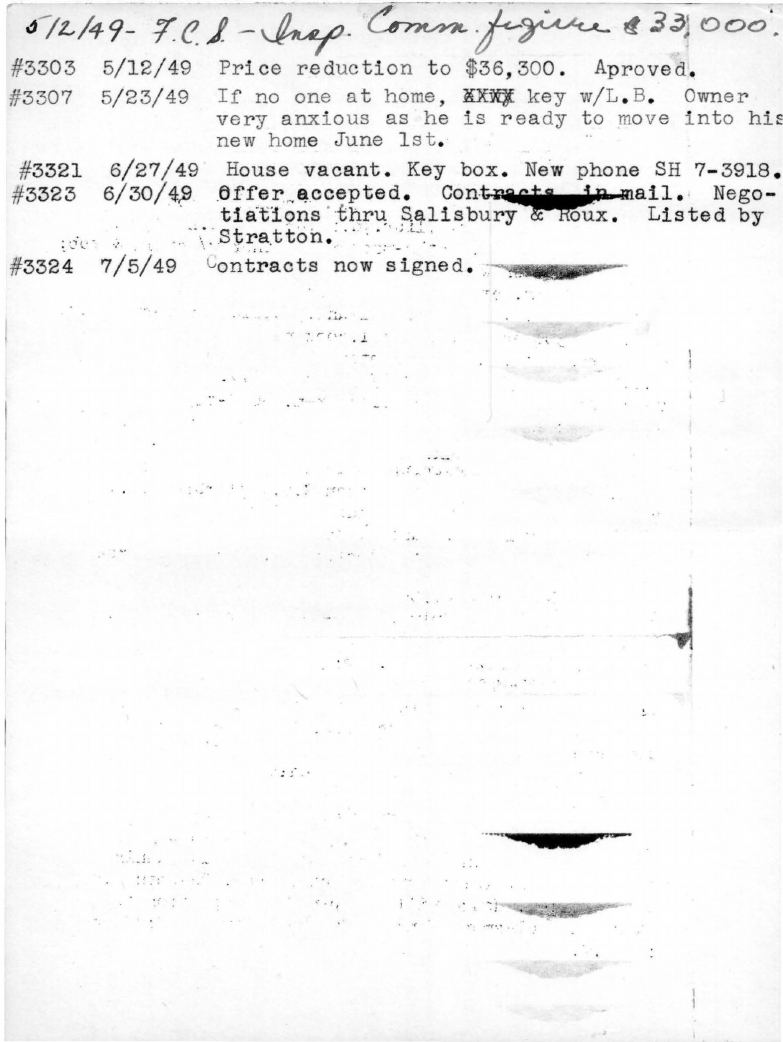 5/2/49 - F.C.S. - Insp. Comm. figure $33,000.
#3303 5/12/49 Price reduction to $36,300. Aproved.
#3307 5/23/49 If no one at home, XXXX key w/L.B. Owner
very anxious as he is ready to move into his
new home June 1st.
#3321 6/27/49 House vacant. Key box. New phone SH 7-3918.
#3323 6/30/49 Offer accepted. Contracts in mail. Nego-
tiations thru Salisbury & Roux. Listed by
Stratton.
#3324 7/5/49 Contracts now signed.